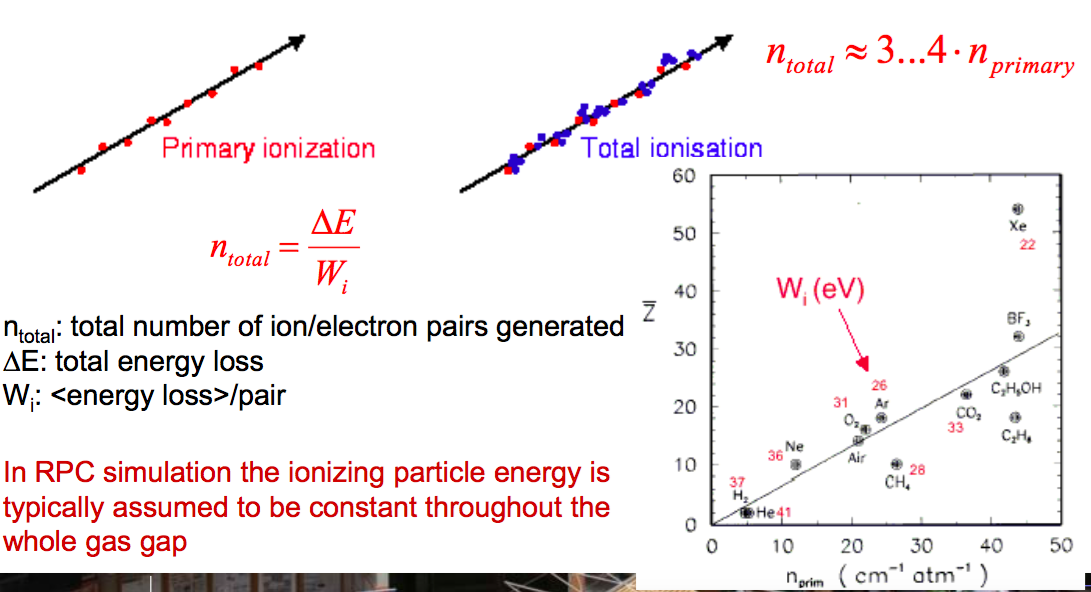 n_total ≈ 3...4 · n_primary
Primary ionization
Total ionisation
n_total = ΔE / W_i
n_total: total number of ion/electron pairs generated
ΔE: total energy loss
W_i: <energy loss>/pair
In RPC simulation the ionizing particle energy is
typically assumed to be constant throughout the
whole gas gap
60
50
40
30
20
10
0
Z̅
W_i (eV)
Xe
22
BF₃
C₂H₅OH
26
Ar
31
O₂
CO₂
33
C₂H₆
Air
36
Ne
CH₄
28
37
H₂
He 41
0 10 20 30 40 50
n_prim ( cm⁻¹ atm⁻¹ )